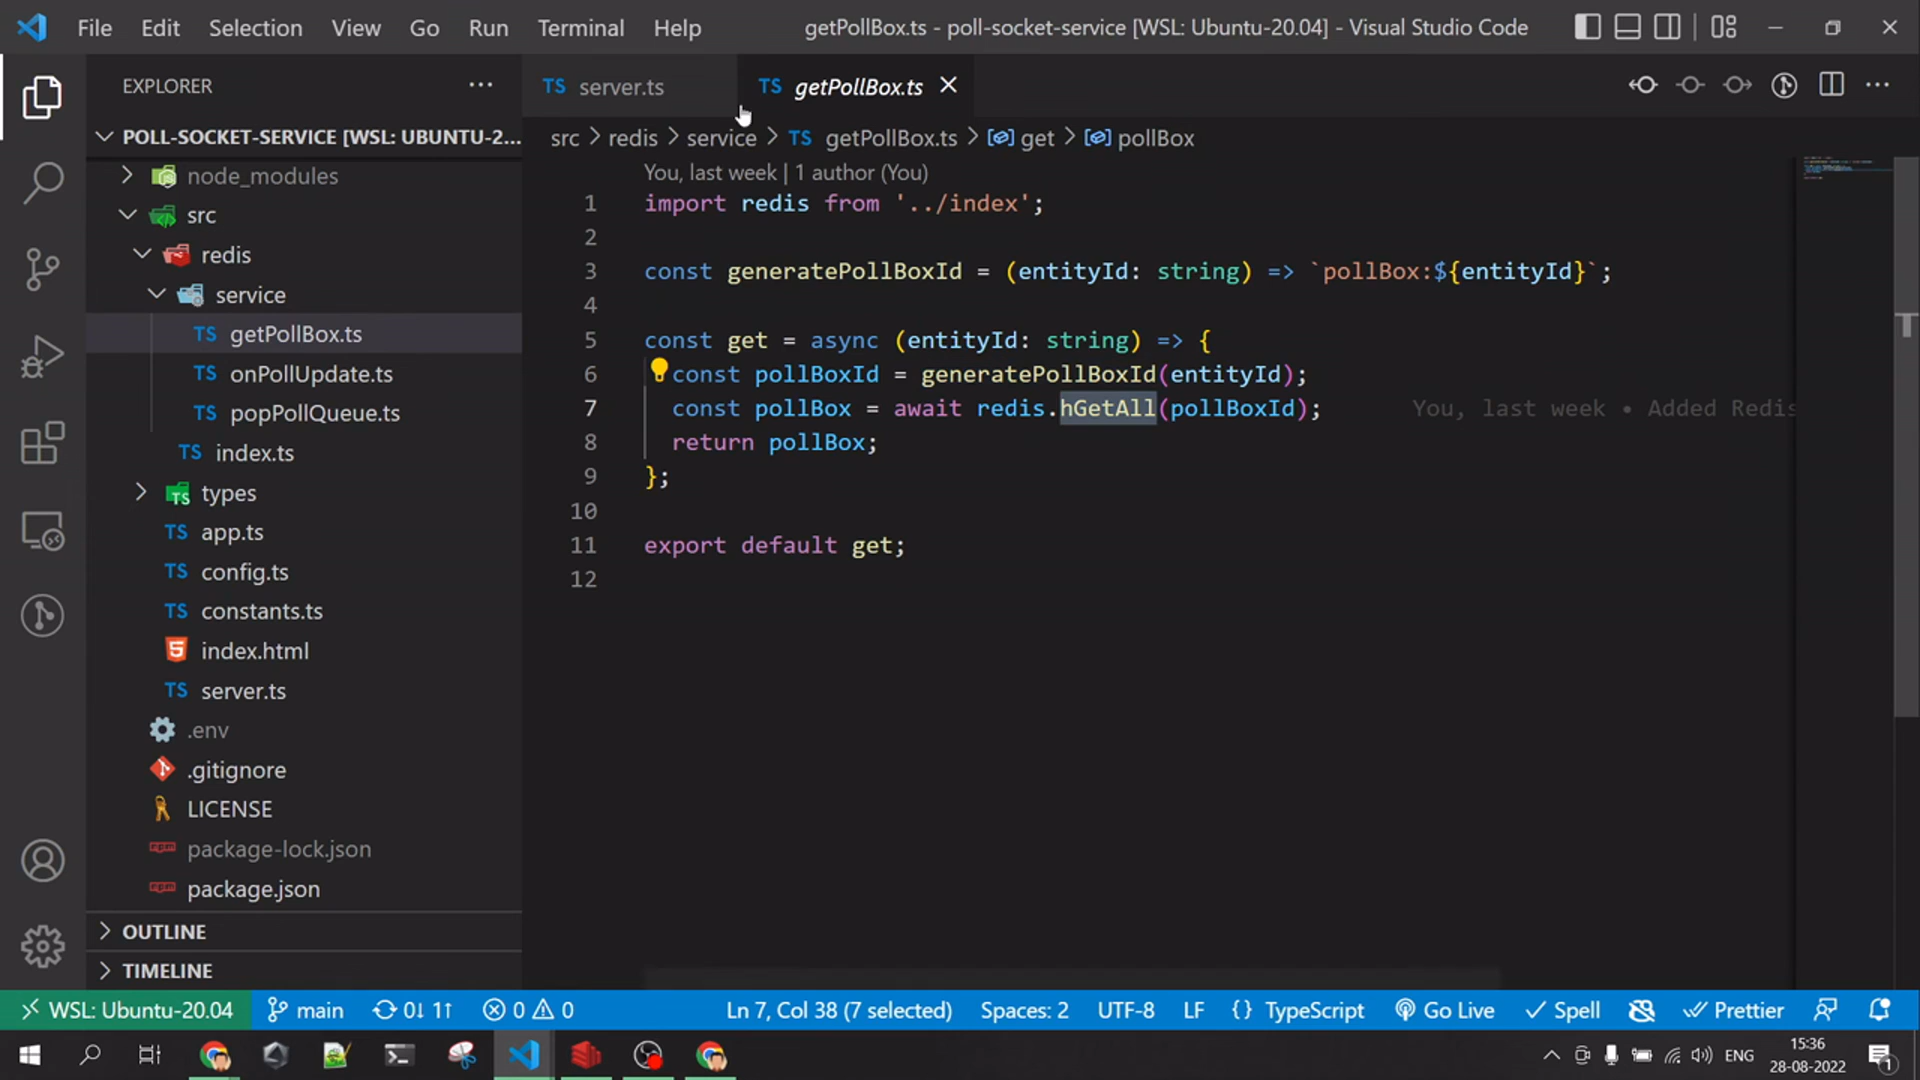 File Edit Selection View Go Run Terminal Help getPollBox.ts - poll-socket-service [WSL: Ubuntu-20.04] - Visual Studio Code
EXPLORER
POLL-SOCKET-SERVICE [WSL: UBUNTU-2...
node_modules
src
redis
service
TS getPollBox.ts
TS onPollUpdate.ts
TS popPollQueue.ts
TS index.ts
types
TS app.ts
TS config.ts
TS constants.ts
index.html
TS server.ts
.env
.gitignore
LICENSE
package-lock.json
package.json
OUTLINE
TIMELINE
TS server.ts TS getPollBox.ts
src > redis > service > TS getPollBox.ts > get > pollBox
You, last week | 1 author (You)
1 import redis from '../index';
2
3 const generatePollBoxId = (entityId: string) => `pollBox:${entityId}`;
4
5 const get = async (entityId: string) => {
6 const pollBoxId = generatePollBoxId(entityId);
7 const pollBox = await redis.hGetAll(pollBoxId); You, last week • Added Redis
8 return pollBox;
9 };
10
11 export default get;
12
WSL: Ubuntu-20.04 main 0↓ 1↑ 0 0 Ln 7, Col 38 (7 selected) Spaces: 2 UTF-8 LF {} TypeScript Go Live Spell Prettier
ENG 15:36
28-08-2022
1